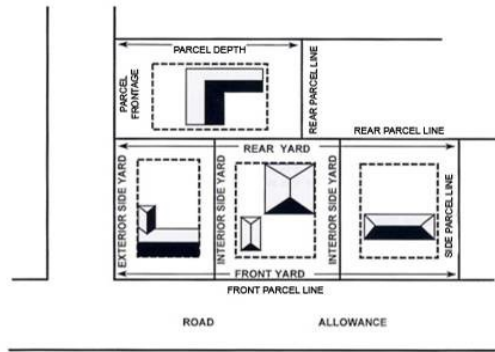 PARCEL DEPTH
PARCEL
FRONTAGE
REAR PARCEL LINE
REAR PARCEL LINE
REAR YARD
EXTERIOR SIDE YARD
INTERIOR SIDE YARD
INTERIOR SIDE YARD
SIDE PARCEL LINE
FRONT YARD
FRONT PARCEL LINE
ROAD ALLOWANCE